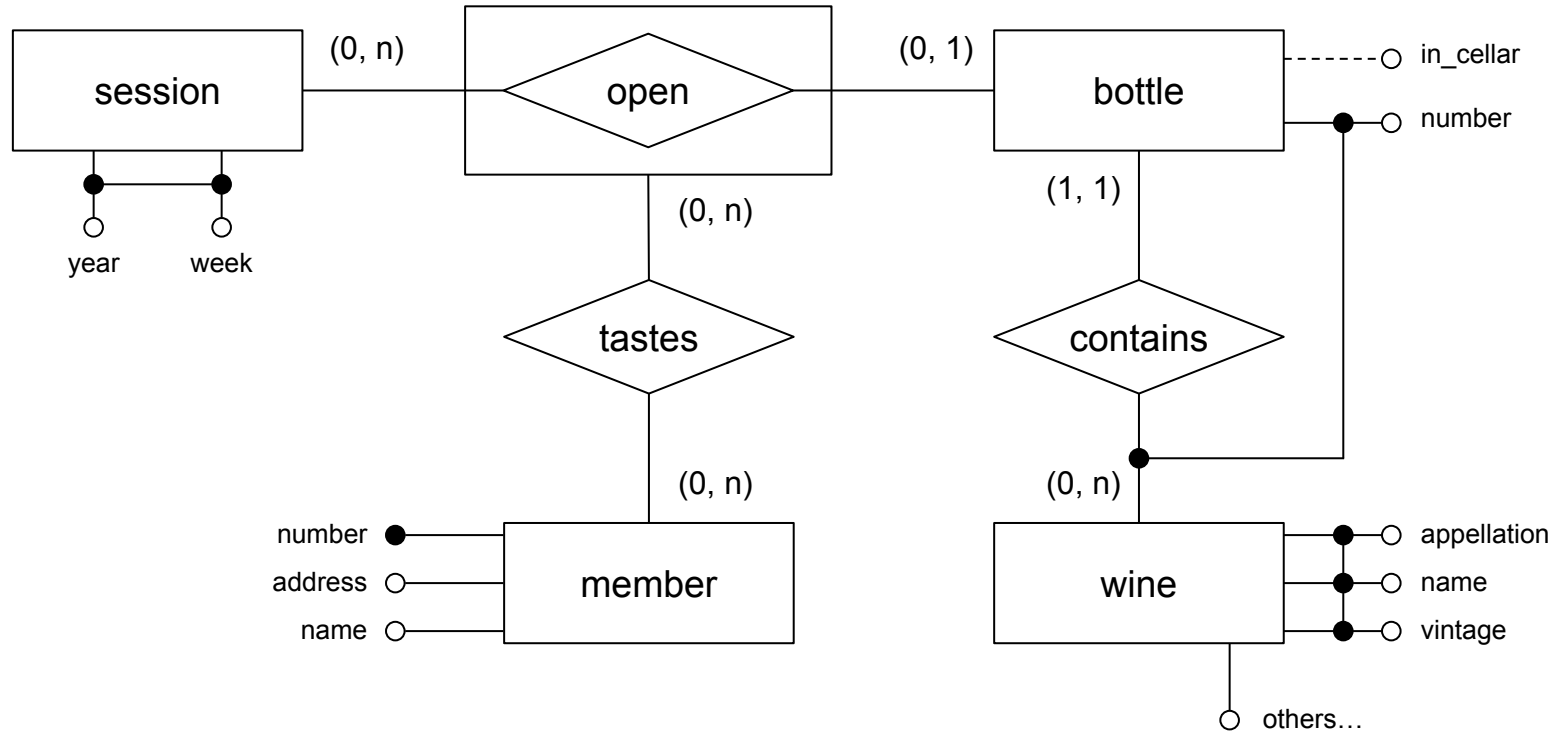 (0, n)
(0, 1)
in_cellar
session
open
bottle
number
(1, 1)
(0, n)
year
week
tastes
contains
(0, n)
(0, n)
number
appellation
address
member
wine
name
name
vintage
others…